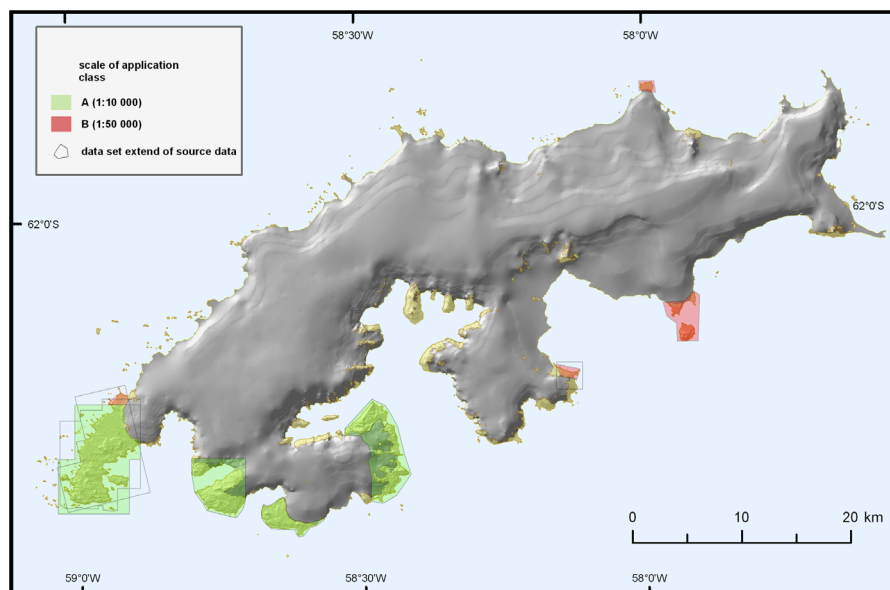 58°30'W
58°0'W
scale of application
class
A (1:10 000)
B (1:50 000)
data set extend of source data
62°0'S
62°0'S
0 10 20 km
59°0'W
58°30'W
58°0'W